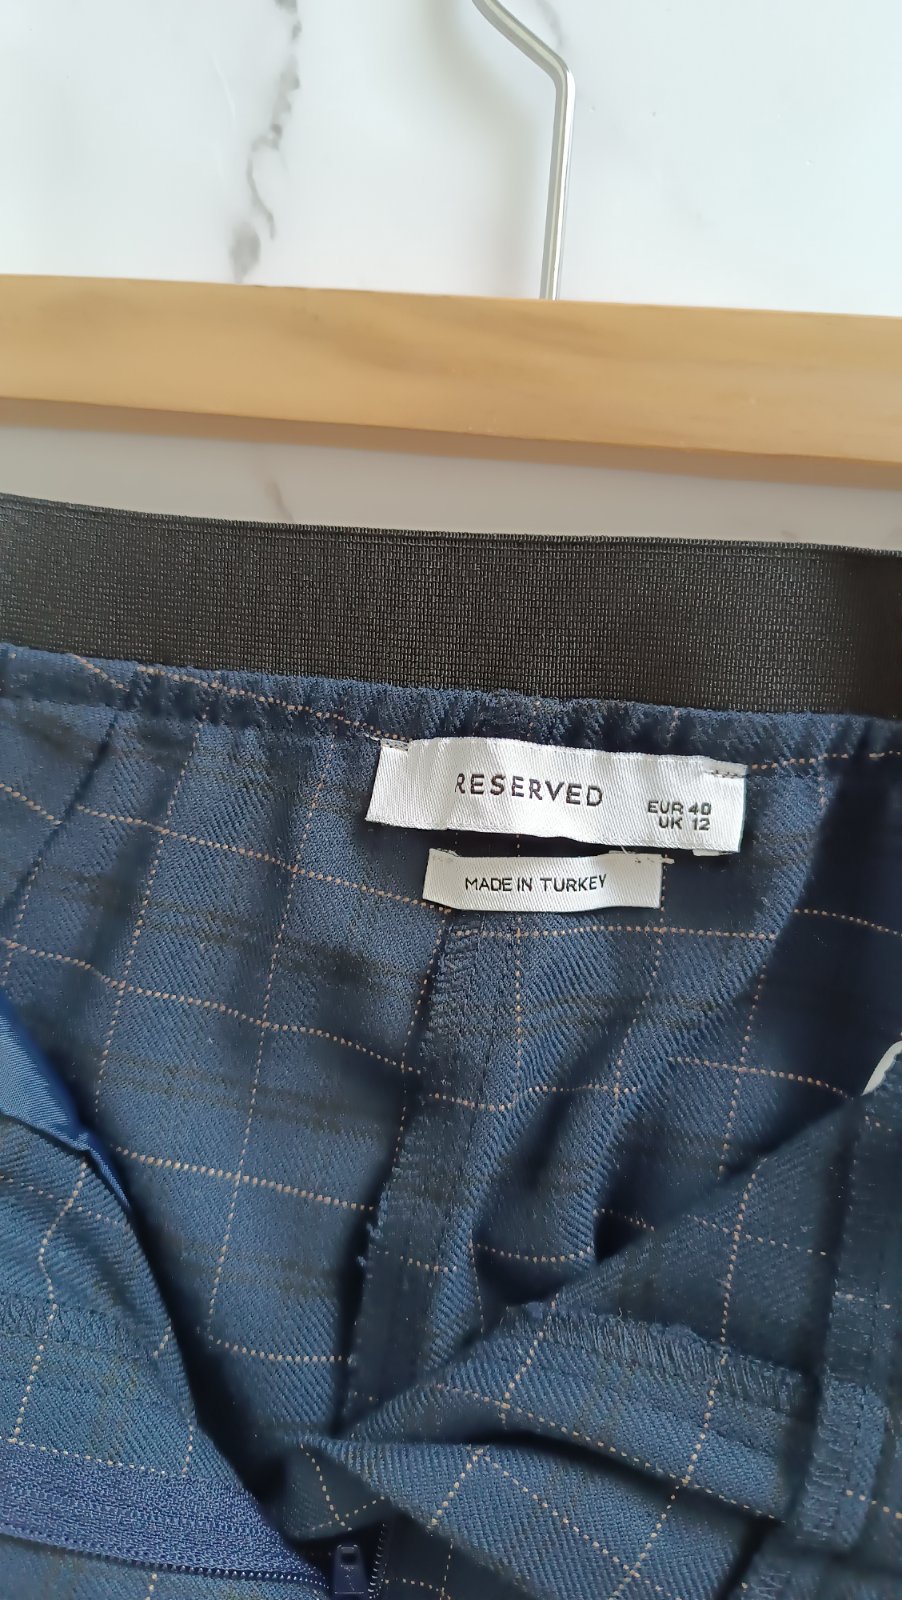 RESERVED
EUR 40
UK 12
MADE IN TURKEY